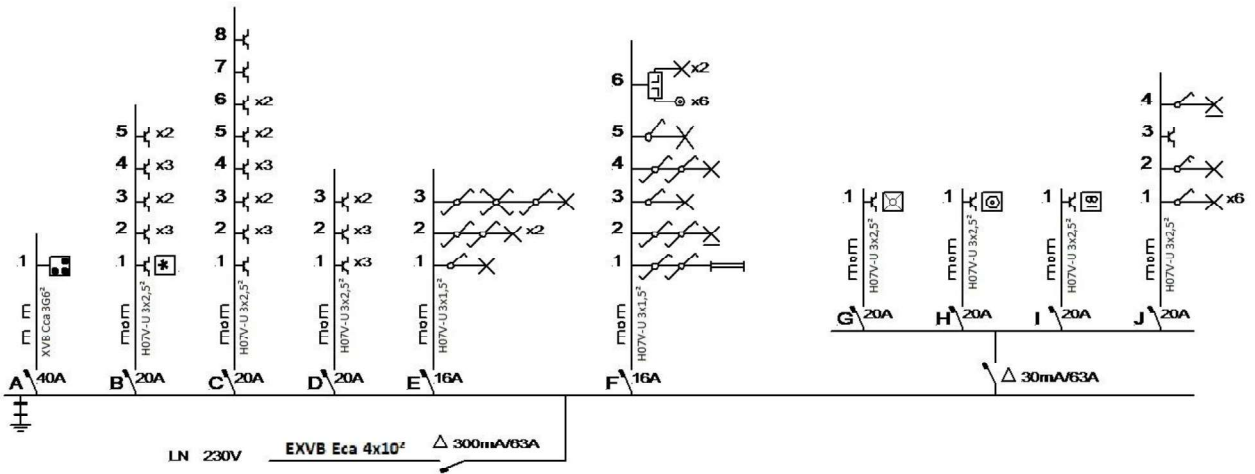 8
7
6 x2
5 x2
4 x3
3 x2
2 x3
1
5 x2
4 x3
3 x2
2 x3
1 *
1
3 x2
2 x3
1 x3
3
2 x2
1
6 x2
x6
5
4
3
2
1
1
1
1
4
3
2
1 x6
XVB Cca 3G6²
H07V-U 3x2,5²
H07V-U 3x2,5²
H07V-U 3x2,5²
H07V-U 3x1,5²
H07V-U 3x1,5²
H07V-U 3x2,5²
H07V-U 3x2,5²
H07V-U 3x2,5²
H07V-U 3x2,5²
G 20A
H 20A
I 20A
J 20A
A 40A
B 20A
C 20A
D 20A
E 16A
F 16A
Δ 30mA/63A
LN 230V EXVB Eca 4x10² Δ 300mA/63A